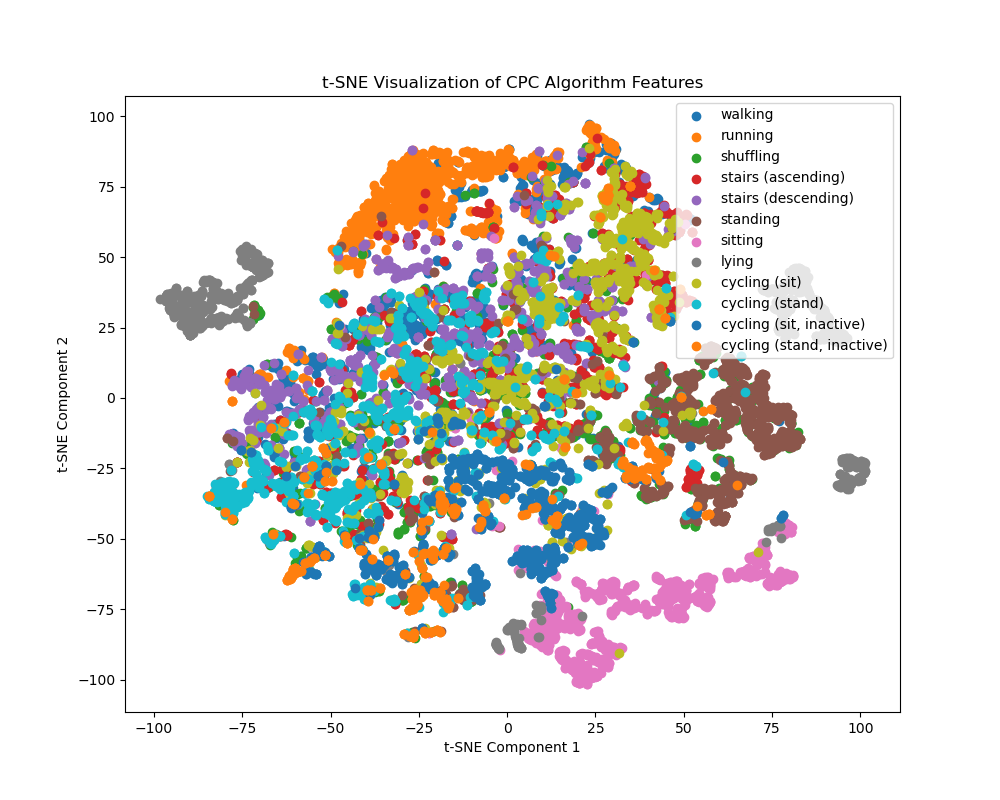 t-SNE Visualization of CPC Algorithm Features
100
75
50
25
0
−25
−50
−75
−100
t-SNE Component 2
walking
running
shuffling
stairs (ascending)
stairs (descending)
standing
sitting
lying
cycling (sit)
cycling (stand)
cycling (sit, inactive)
cycling (stand, inactive)
−100 −75 −50 −25 0 25 50 75 100
t-SNE Component 1